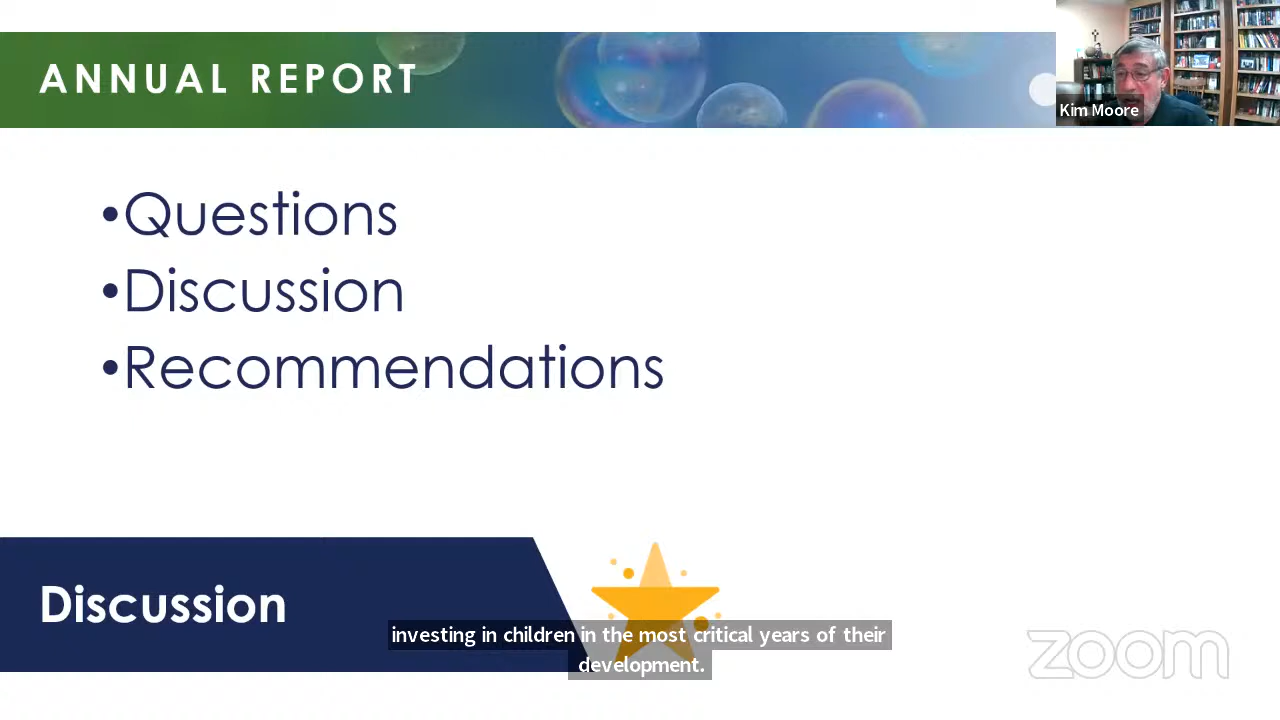 ANNUAL REPORT
Kim Moore
•Questions
•Discussion
•Recommendations
Discussion
investing in children in the most critical years of their
development.
zoom